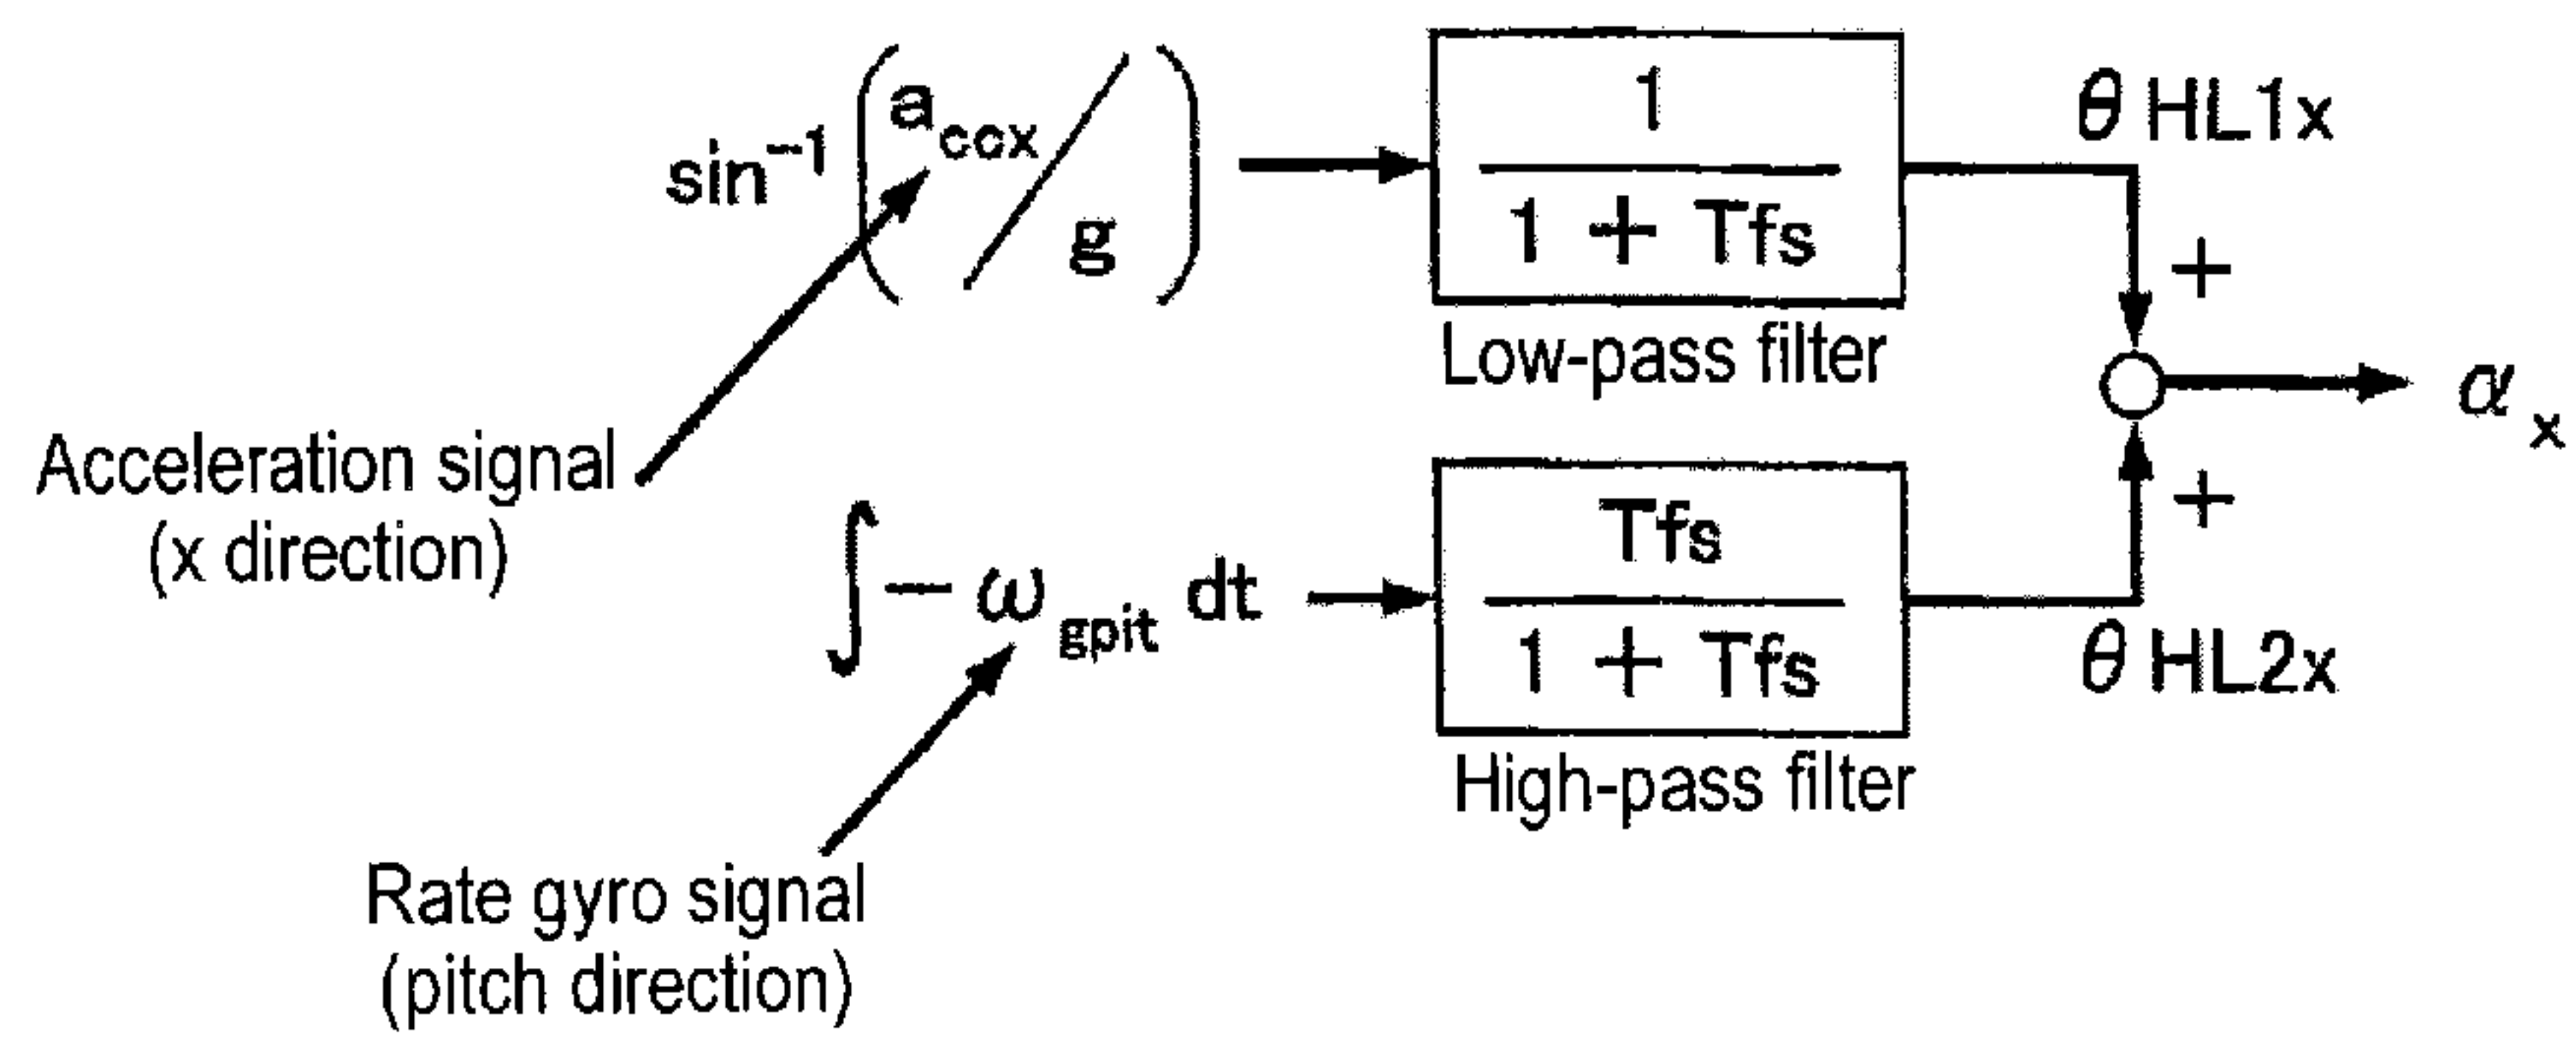 sin⁻¹ (a_ccx / g)
1
1 + Tfs
Low-pass filter
θ HL1x
+
α x
Acceleration signal
(x direction)
∫ − ω gpit dt
Tfs
1 + Tfs
High-pass filter
+
θ HL2x
Rate gyro signal
(pitch direction)